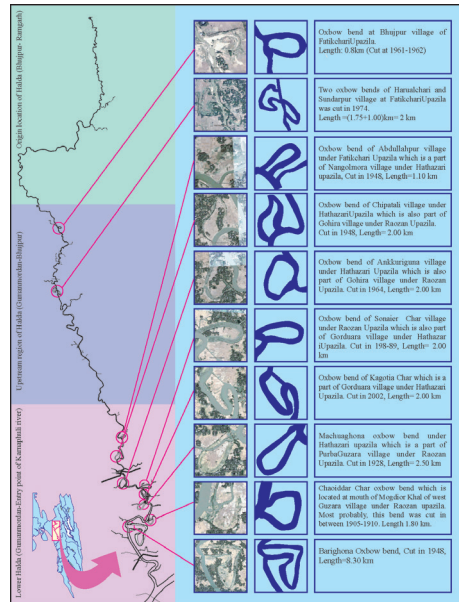 Origin location of Halda (Bhujpur- Ramgarh)
Upstream region of Halda (Gunanmordan-Bhujpur)
Lower Halda (Gumanmordan-Entry point of Karnaphuli river)
Oxbow bend at Bhujpur village of
FatikchariUpazila.
Length: 0.8km (Cut at 1961-1962)
Two oxbow bends of Harualchari and
Sundarpur village at FatikchariUpazila
was cut in 1974.
Length =(1.75+1.00)km= 2 km
Oxbow bend of Abdullahpur village
under Fatikchari Upazila which is a part
of Nangolmora village under Hathazari
upazila, Cut in 1948, Length=1.10 km
Oxbow bend of Chipatali village under
HathazariUpazila which is also part of
Gohira village under Raozan Upazila.
Cut in 1948, Length= 2.00 km
Oxbow bend of Ankkuriguna village
under Hathazari Upazila which is also
part of Gohira village under Raozan
Upazila. Cut in 1964, Length= 2.00 km
Oxbow bend of Sonaier Char village
under Raozan Upazila which is also part
of Gorduara village under Hathazar
iUpazila. Cut in 198-89, Length= 2.00
km
Oxbow bend of Kagotia Char which is a
part of Gorduara village under Hathazari
Upazila. Cut in 2002, Length= 2.00 km
Machuaghona oxbow bend under
Hathazari upazila which is a part of
PurbaGuzara village under Raozan
Upazila. Cut in 1928, Length= 2.50 km
Chaoiddar Char oxbow bend which is
located at mouth of Mogdior Khal of west
Guzara village under Raozan upazila.
Most probably, this bend was cut in
between 1905-1910. Length 1.80 km.
Barighona Oxbow bend, Cut in 1948,
Length=8.30 km